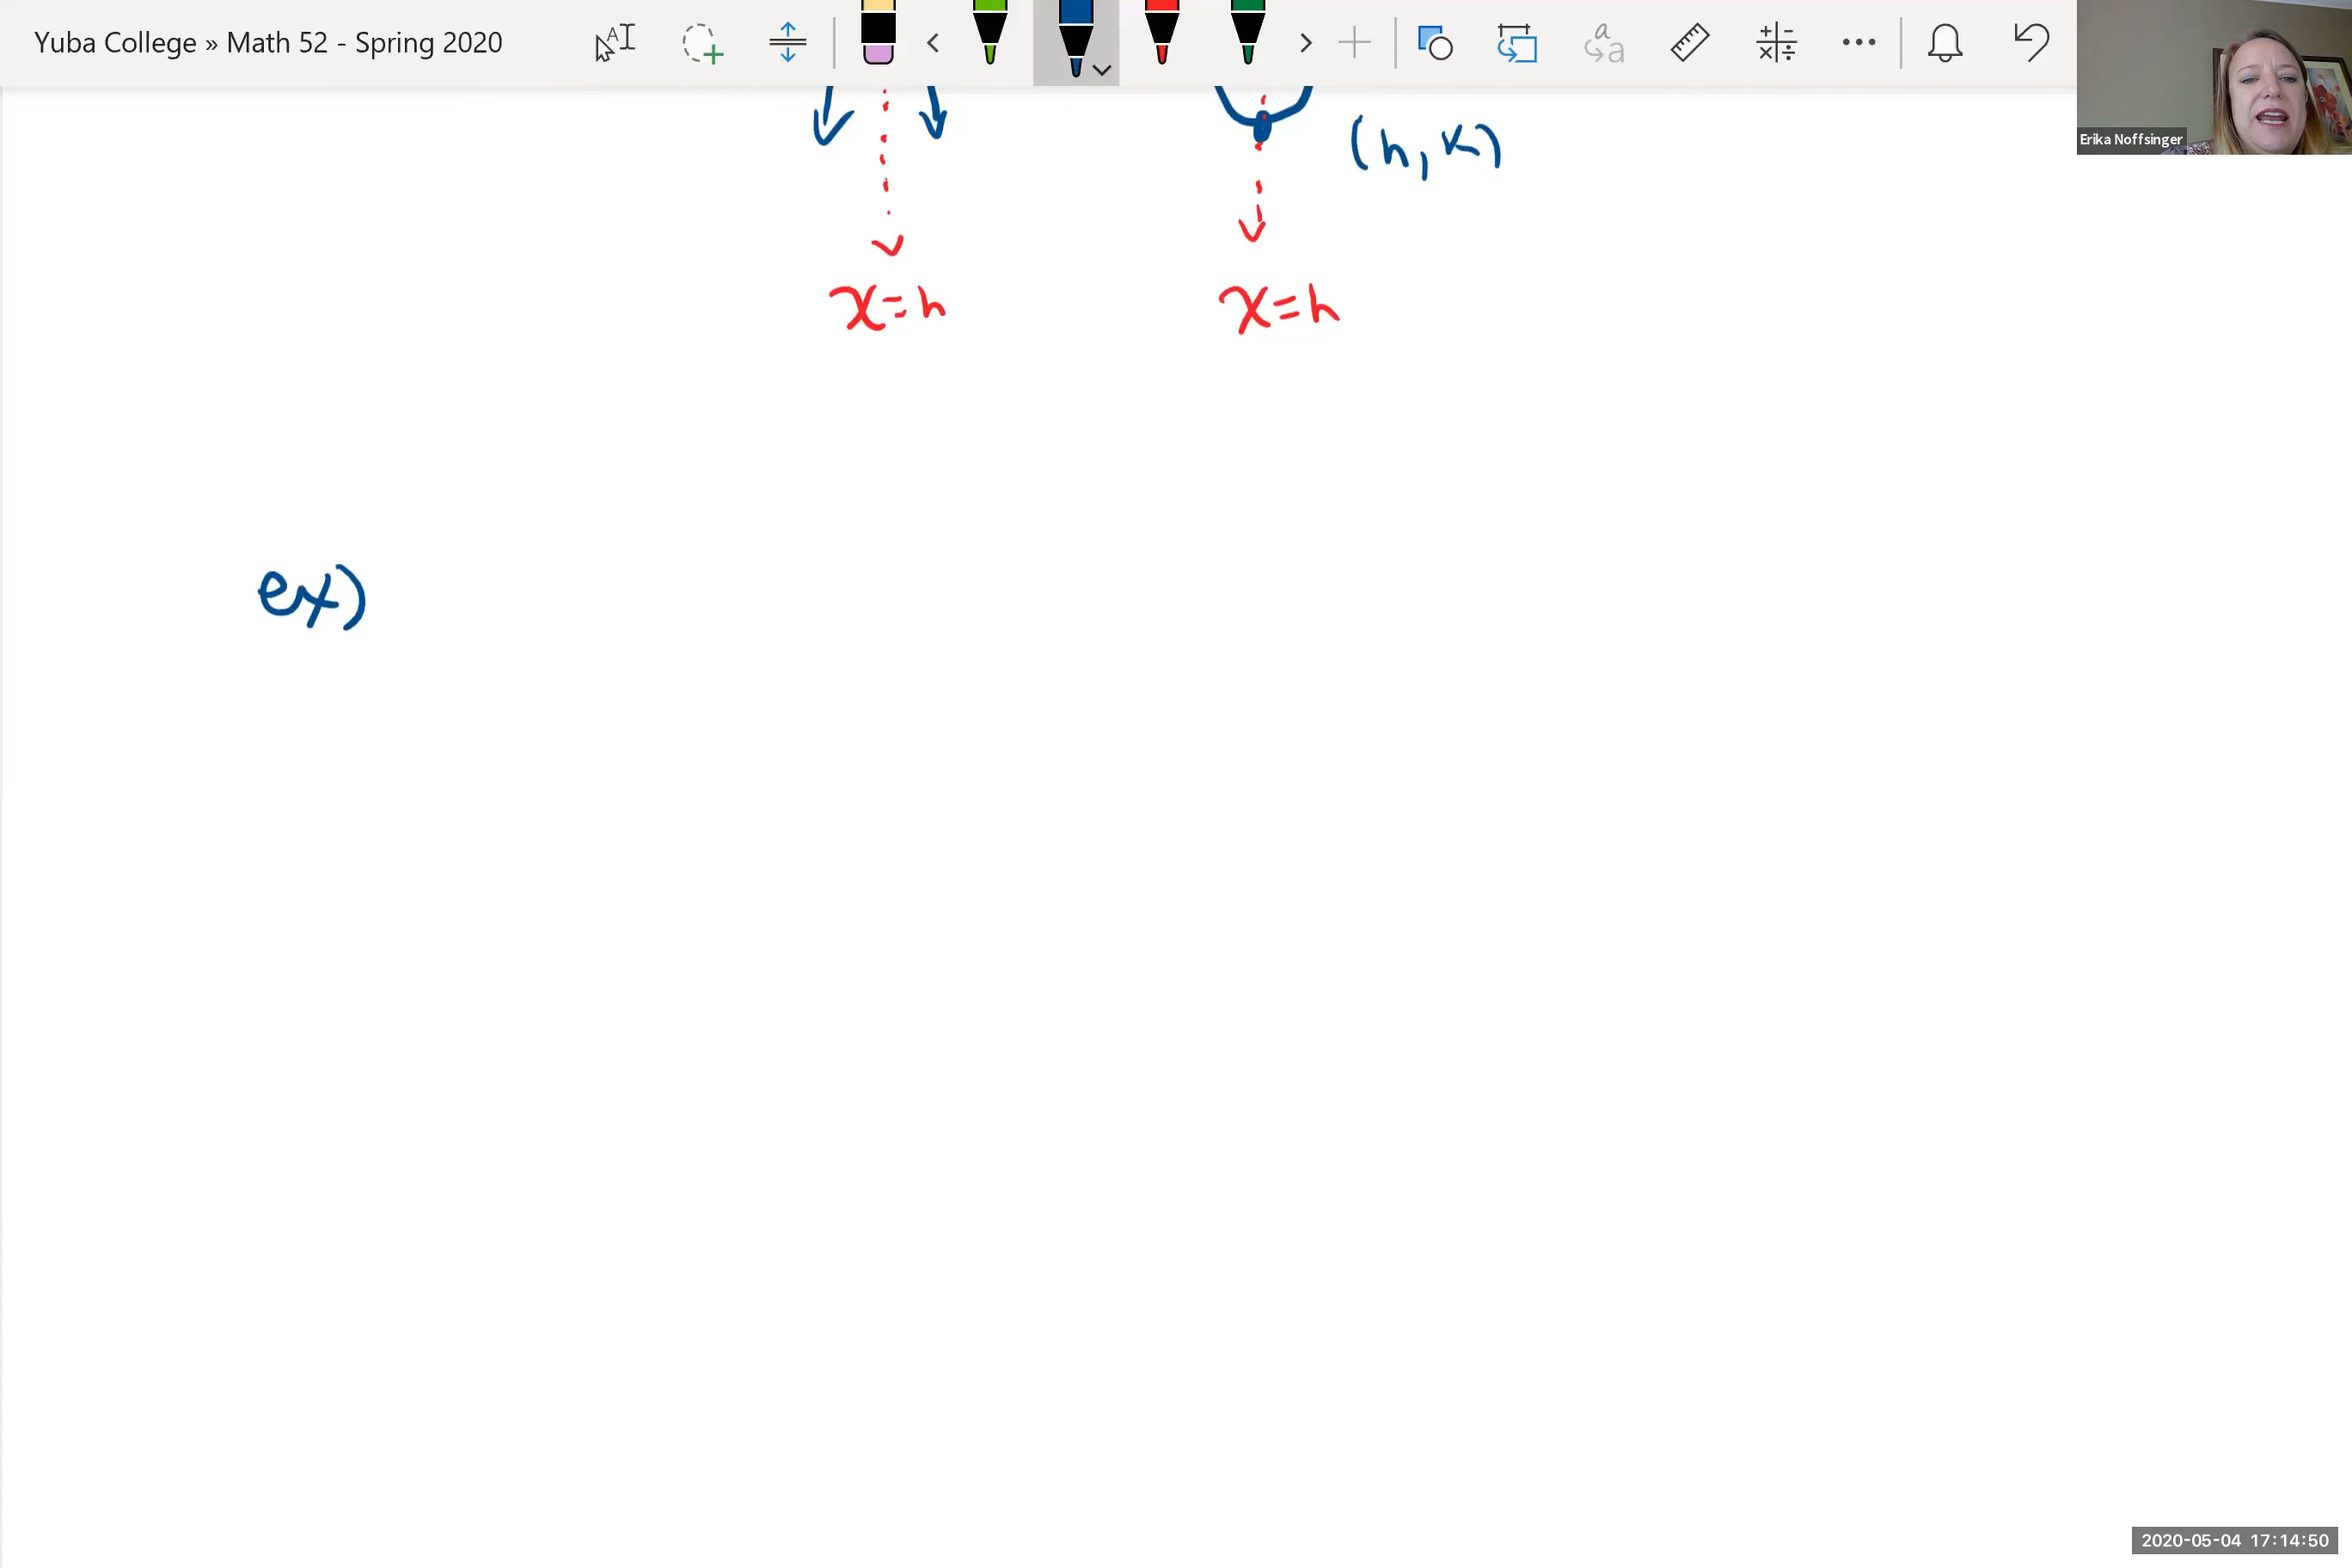 Yuba College » Math 52 - Spring 2020
Erika Noffsinger
(h, k)
x=h
x=h
ex)
2020-05-04 17:14:50